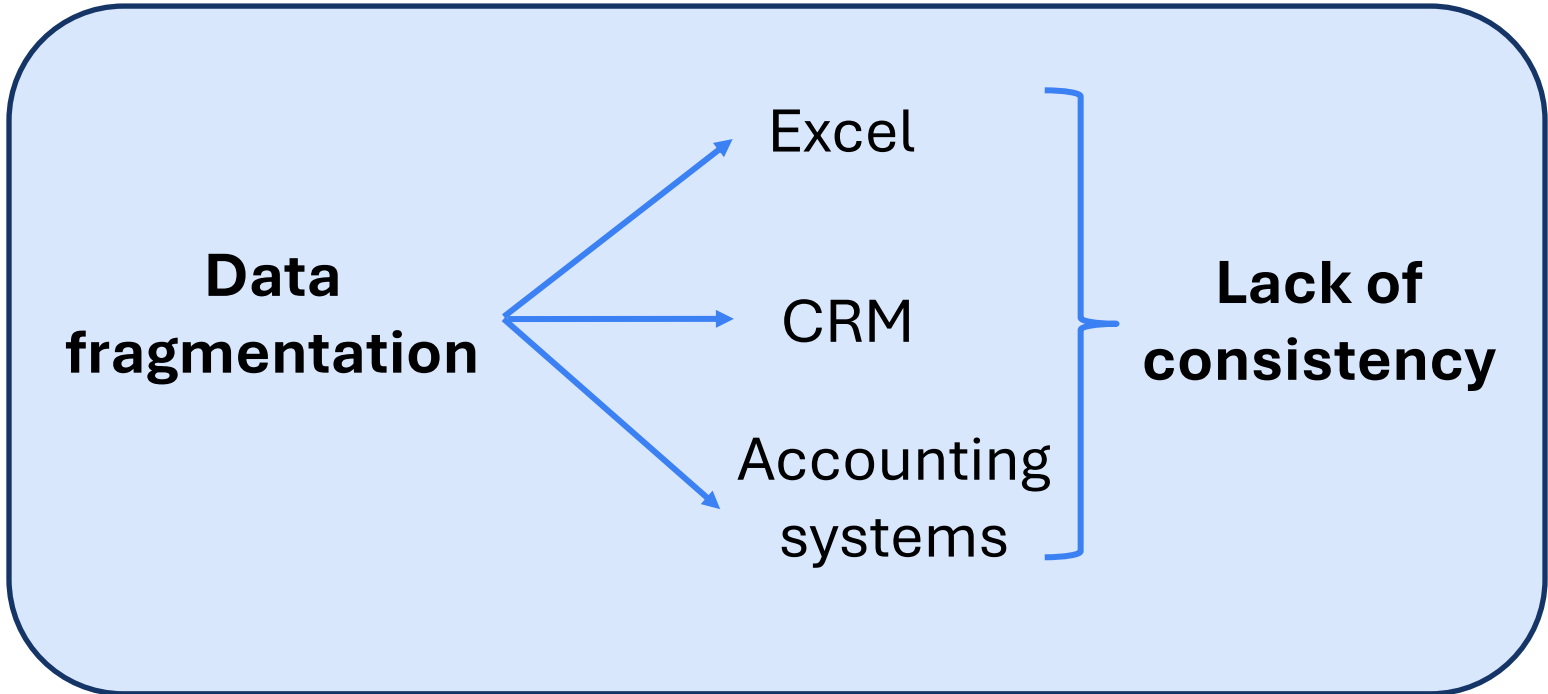 Data
fragmentation
Excel
CRM
Accounting
systems
Lack of
consistency